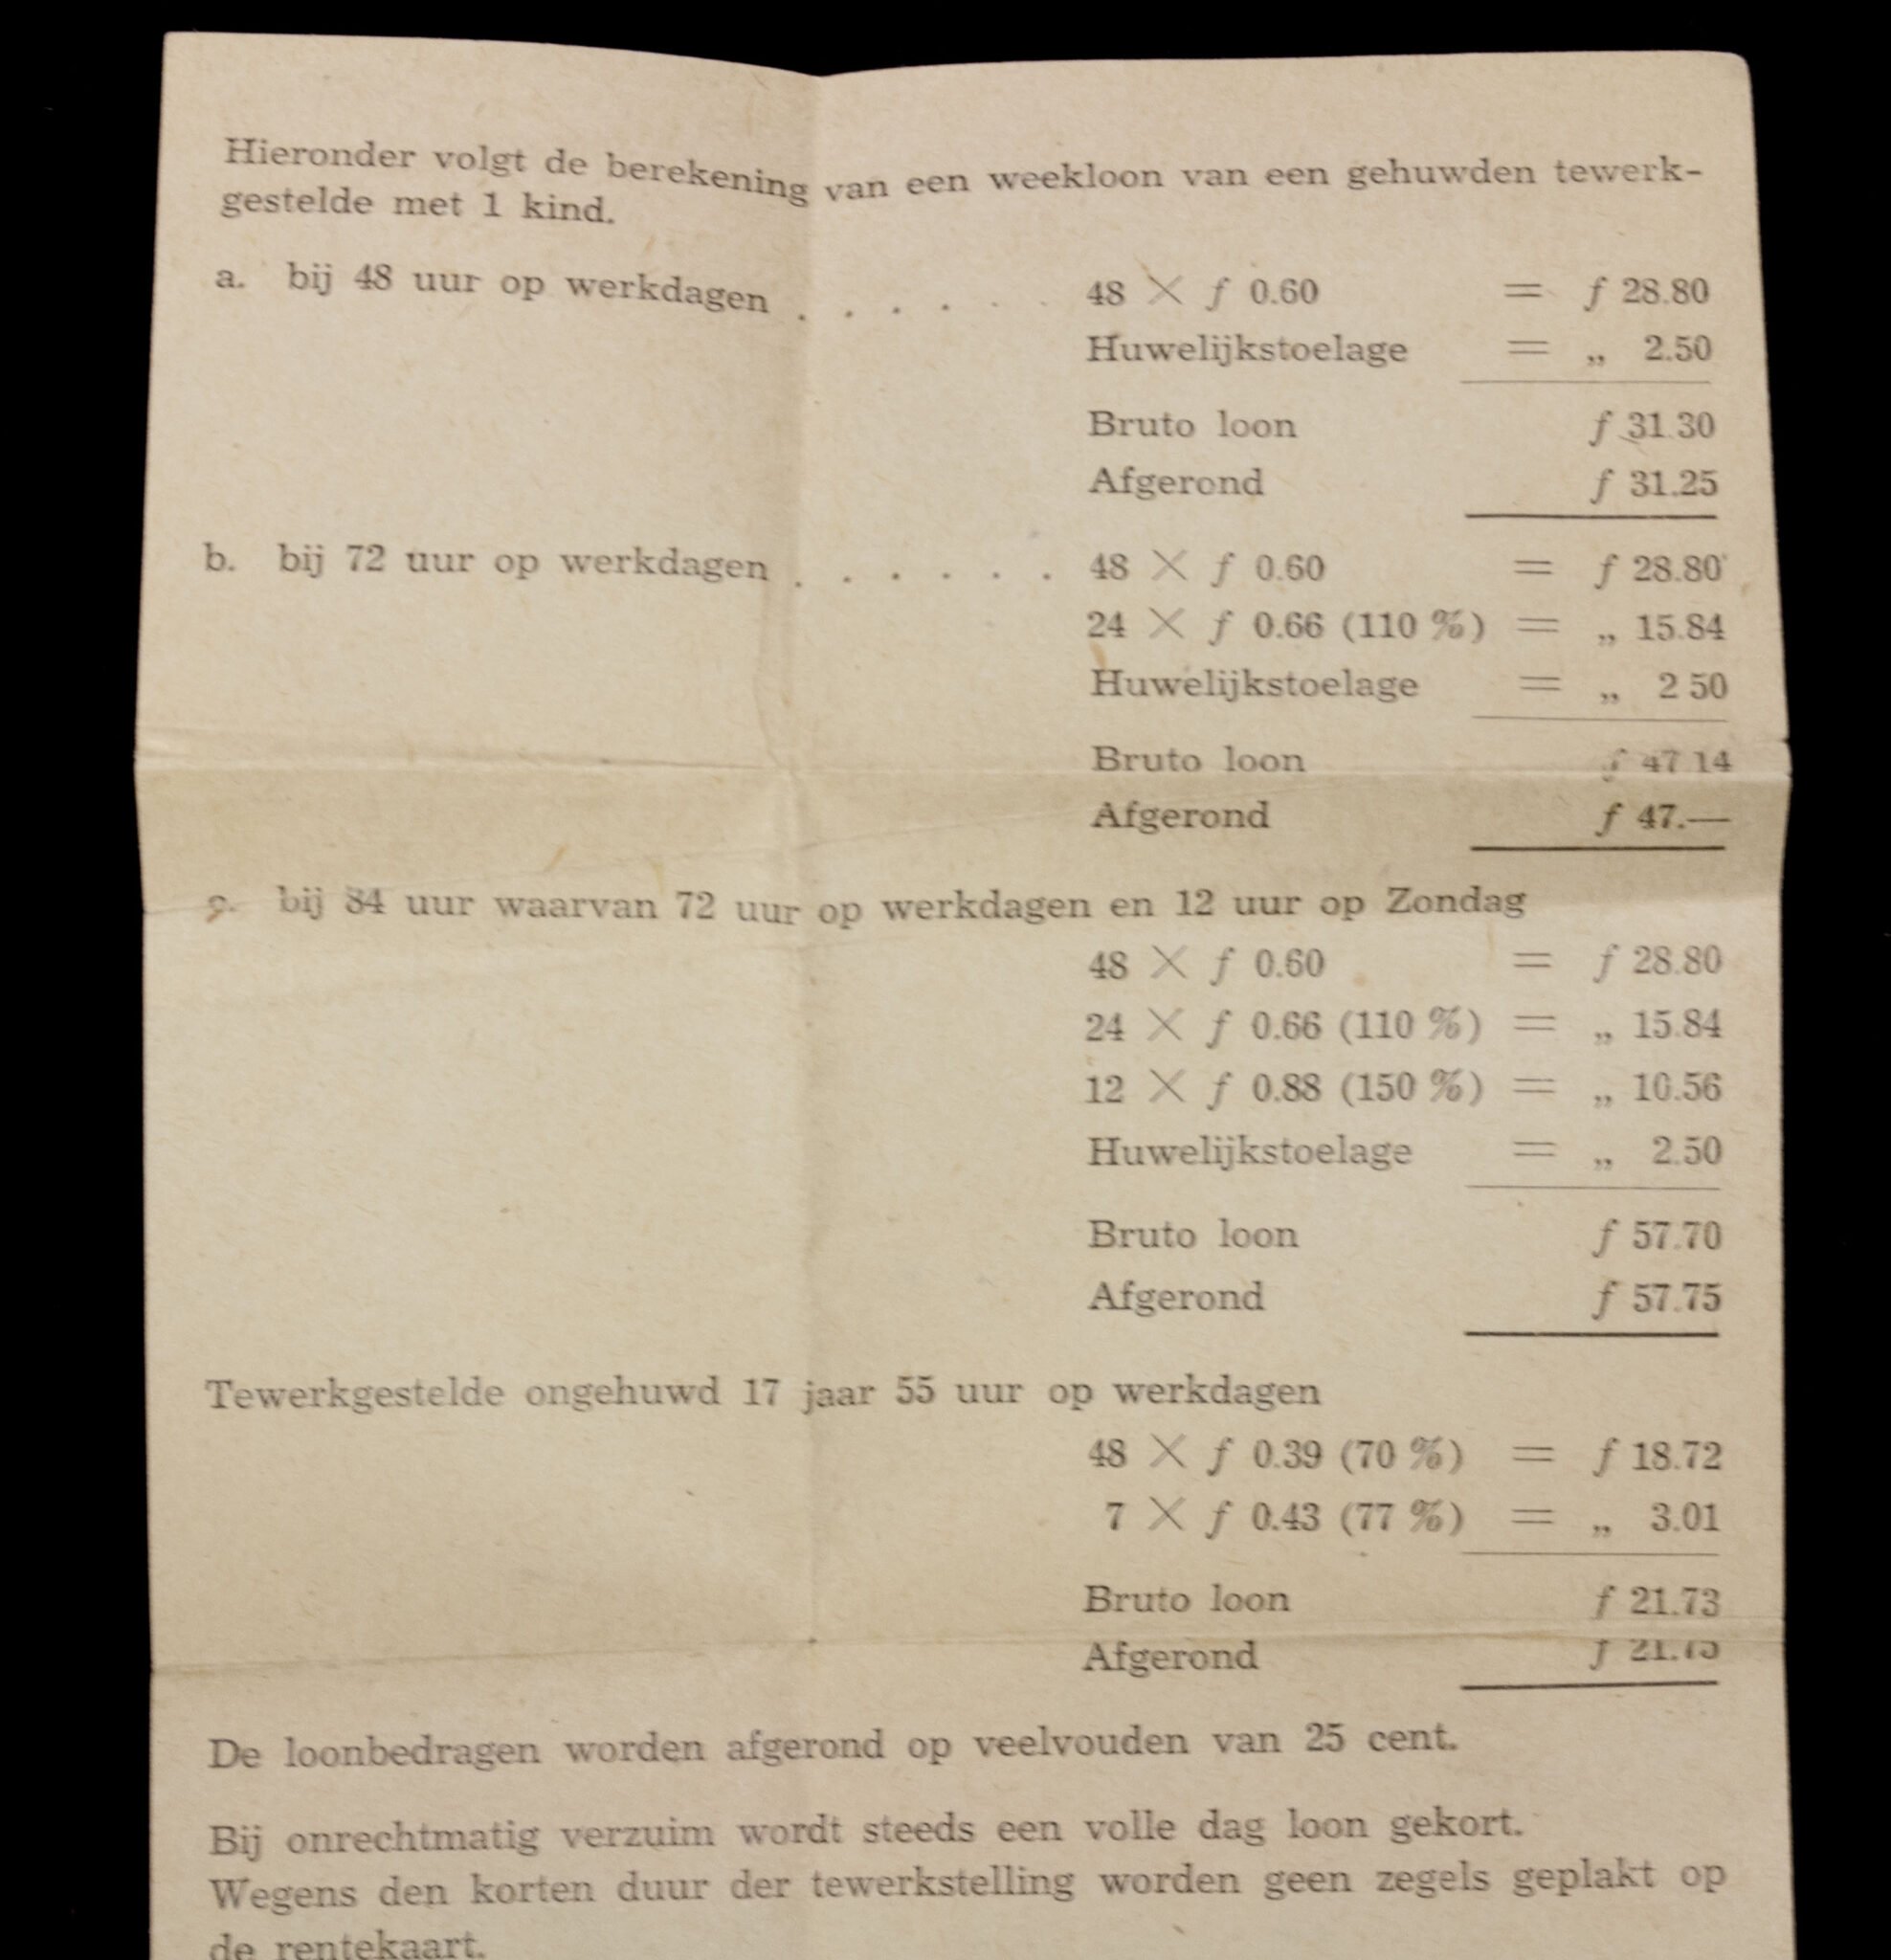 Hieronder volgt de berekening van een weekloon van een gehuwden tewerk-
gestelde met 1 kind.
a. bij 48 uur op werkdagen . . . . . . 48 × ƒ 0.60 = ƒ 28.80
Huwelijkstoelage = „ 2.50
Bruto loon ƒ 31.30
Afgerond ƒ 31.25
b. bij 72 uur op werkdagen . . . . . . 48 × ƒ 0.60 = ƒ 28.80
24 × ƒ 0.66 (110 %) = „ 15.84
Huwelijkstoelage = „ 2 50
Bruto loon ƒ 47 14
Afgerond ƒ 47.—
c. bij 84 uur waarvan 72 uur op werkdagen en 12 uur op Zondag
48 × ƒ 0.60 = ƒ 28.80
24 × ƒ 0.66 (110 %) = „ 15.84
12 × ƒ 0.88 (150 %) = „ 10.56
Huwelijkstoelage = „ 2.50
Bruto loon ƒ 57.70
Afgerond ƒ 57.75
Tewerkgestelde ongehuwd 17 jaar 55 uur op werkdagen
48 × ƒ 0.39 (70 %) = ƒ 18.72
7 × ƒ 0.43 (77 %) = „ 3.01
Bruto loon ƒ 21.73
Afgerond ƒ 21.75
De loonbedragen worden afgerond op veelvouden van 25 cent.
Bij onrechtmatig verzuim wordt steeds een volle dag loon gekort.
Wegens den korten duur der tewerkstelling worden geen zegels geplakt op
de rentekaart.